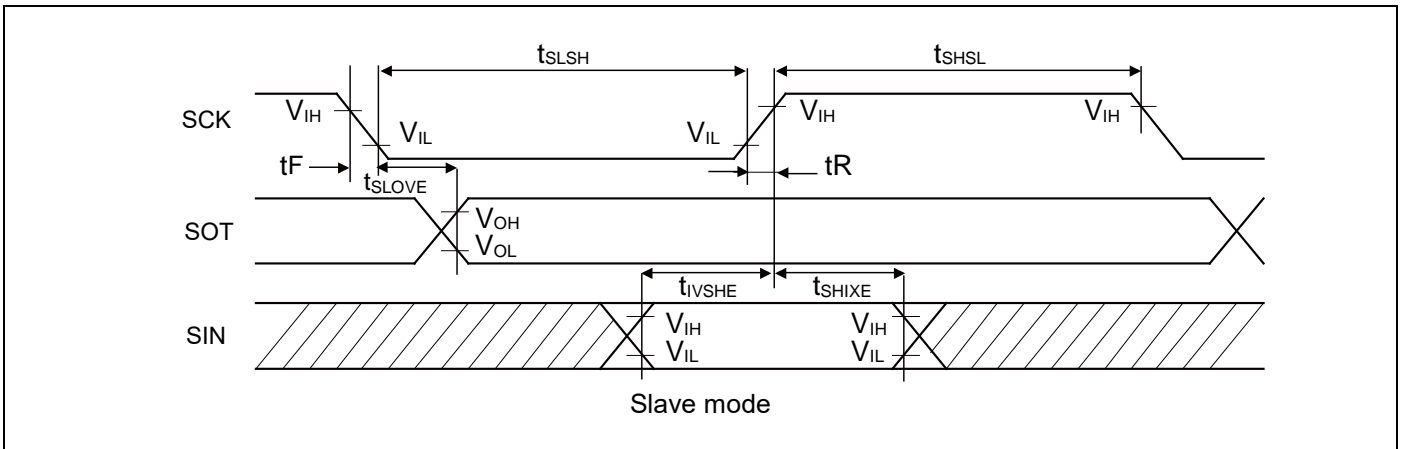 tSLSH tSHSL
SCK VIH VIL VIL VIH VIH
tF tSLOVE tR
SOT VOH
VOL
tIVSHE tSHIXE
SIN VIH VIH
VIL VIL
Slave mode